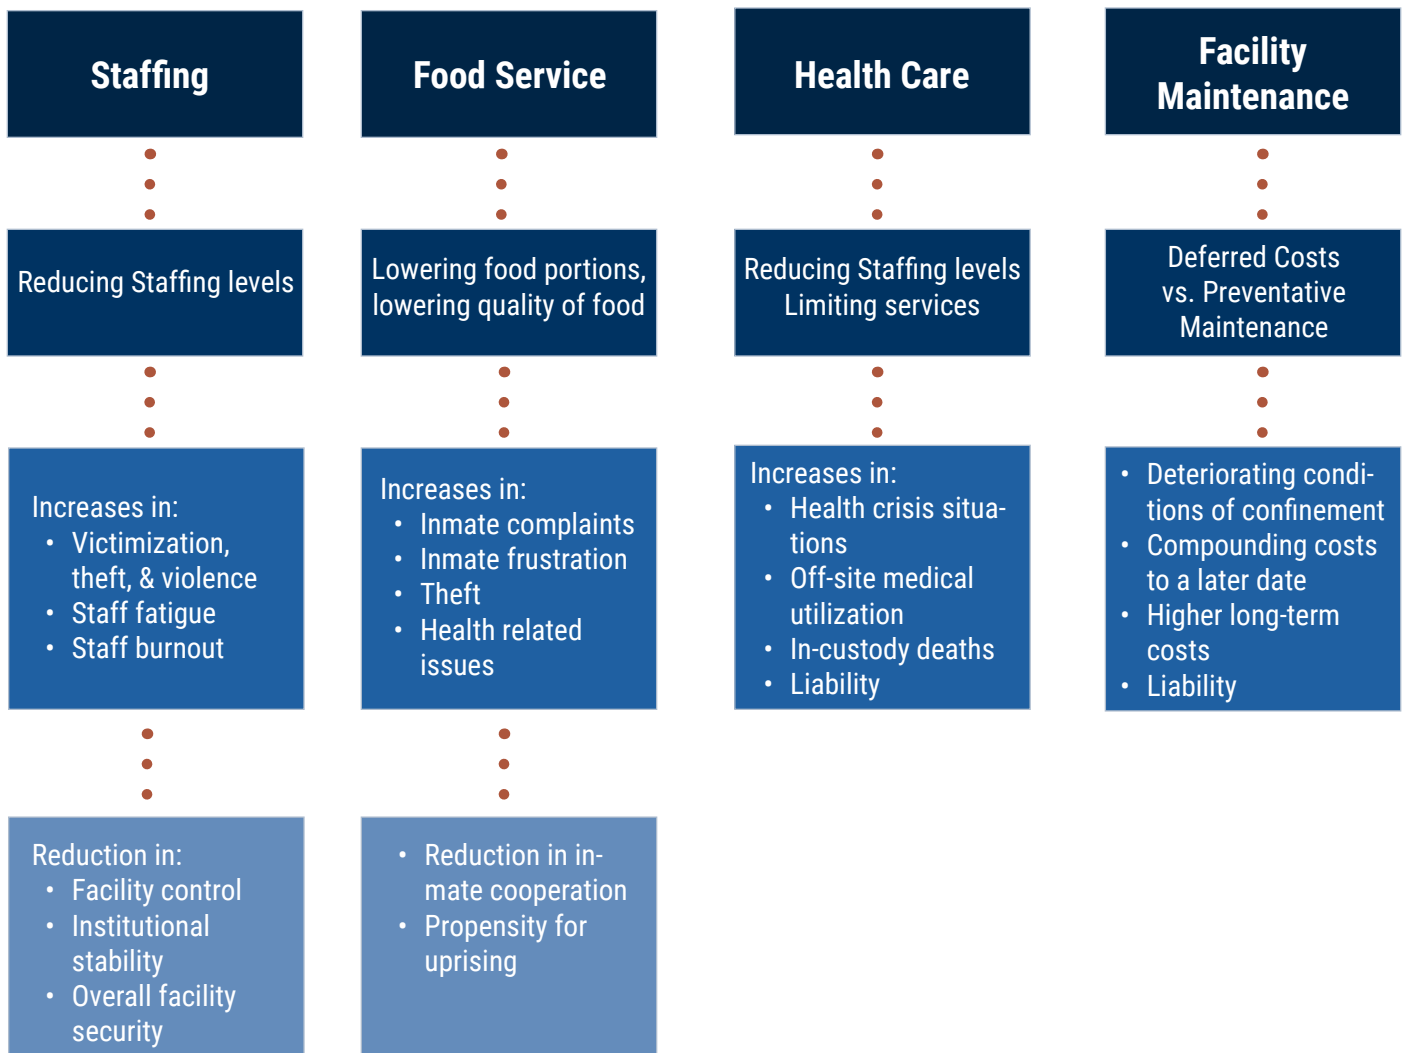 Staffing
Reducing Staffing levels
Increases in:
• Victimization,
theft, & violence
• Staff fatigue
• Staff burnout
Reduction in:
• Facility control
• Institutional
stability
• Overall facility
security
Food Service
Lowering food portions,
lowering quality of food
Increases in:
• Inmate complaints
• Inmate frustration
• Theft
• Health related
issues
• Reduction in in-
mate cooperation
• Propensity for
uprising
Health Care
Reducing Staffing levels
Limiting services
Increases in:
• Health crisis situa-
tions
• Off-site medical
utilization
• In-custody deaths
• Liability
Facility
Maintenance
Deferred Costs
vs. Preventative
Maintenance
• Deteriorating condi-
tions of confinement
• Compounding costs
to a later date
• Higher long-term
costs
• Liability